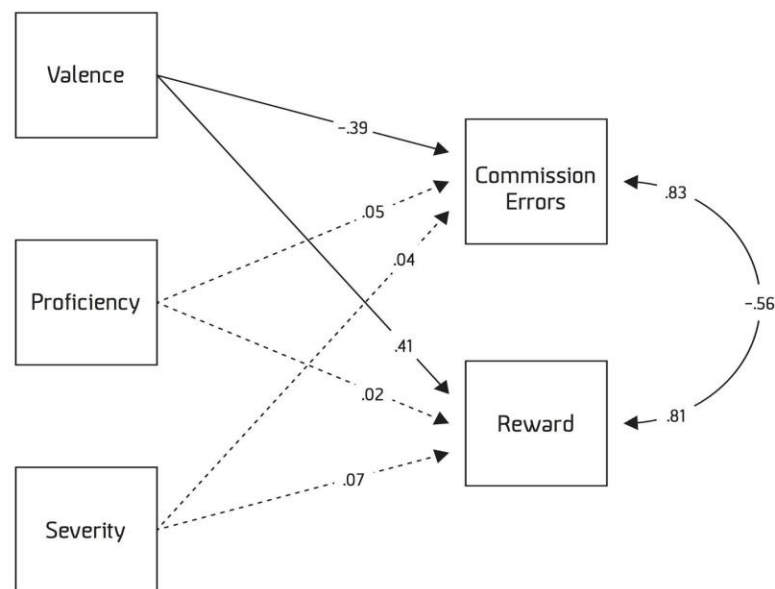 Valence
−.39
Commission
Errors
.83
.05
.04
Proficiency
−.56
.41
.02
Reward
.81
.07
Severity